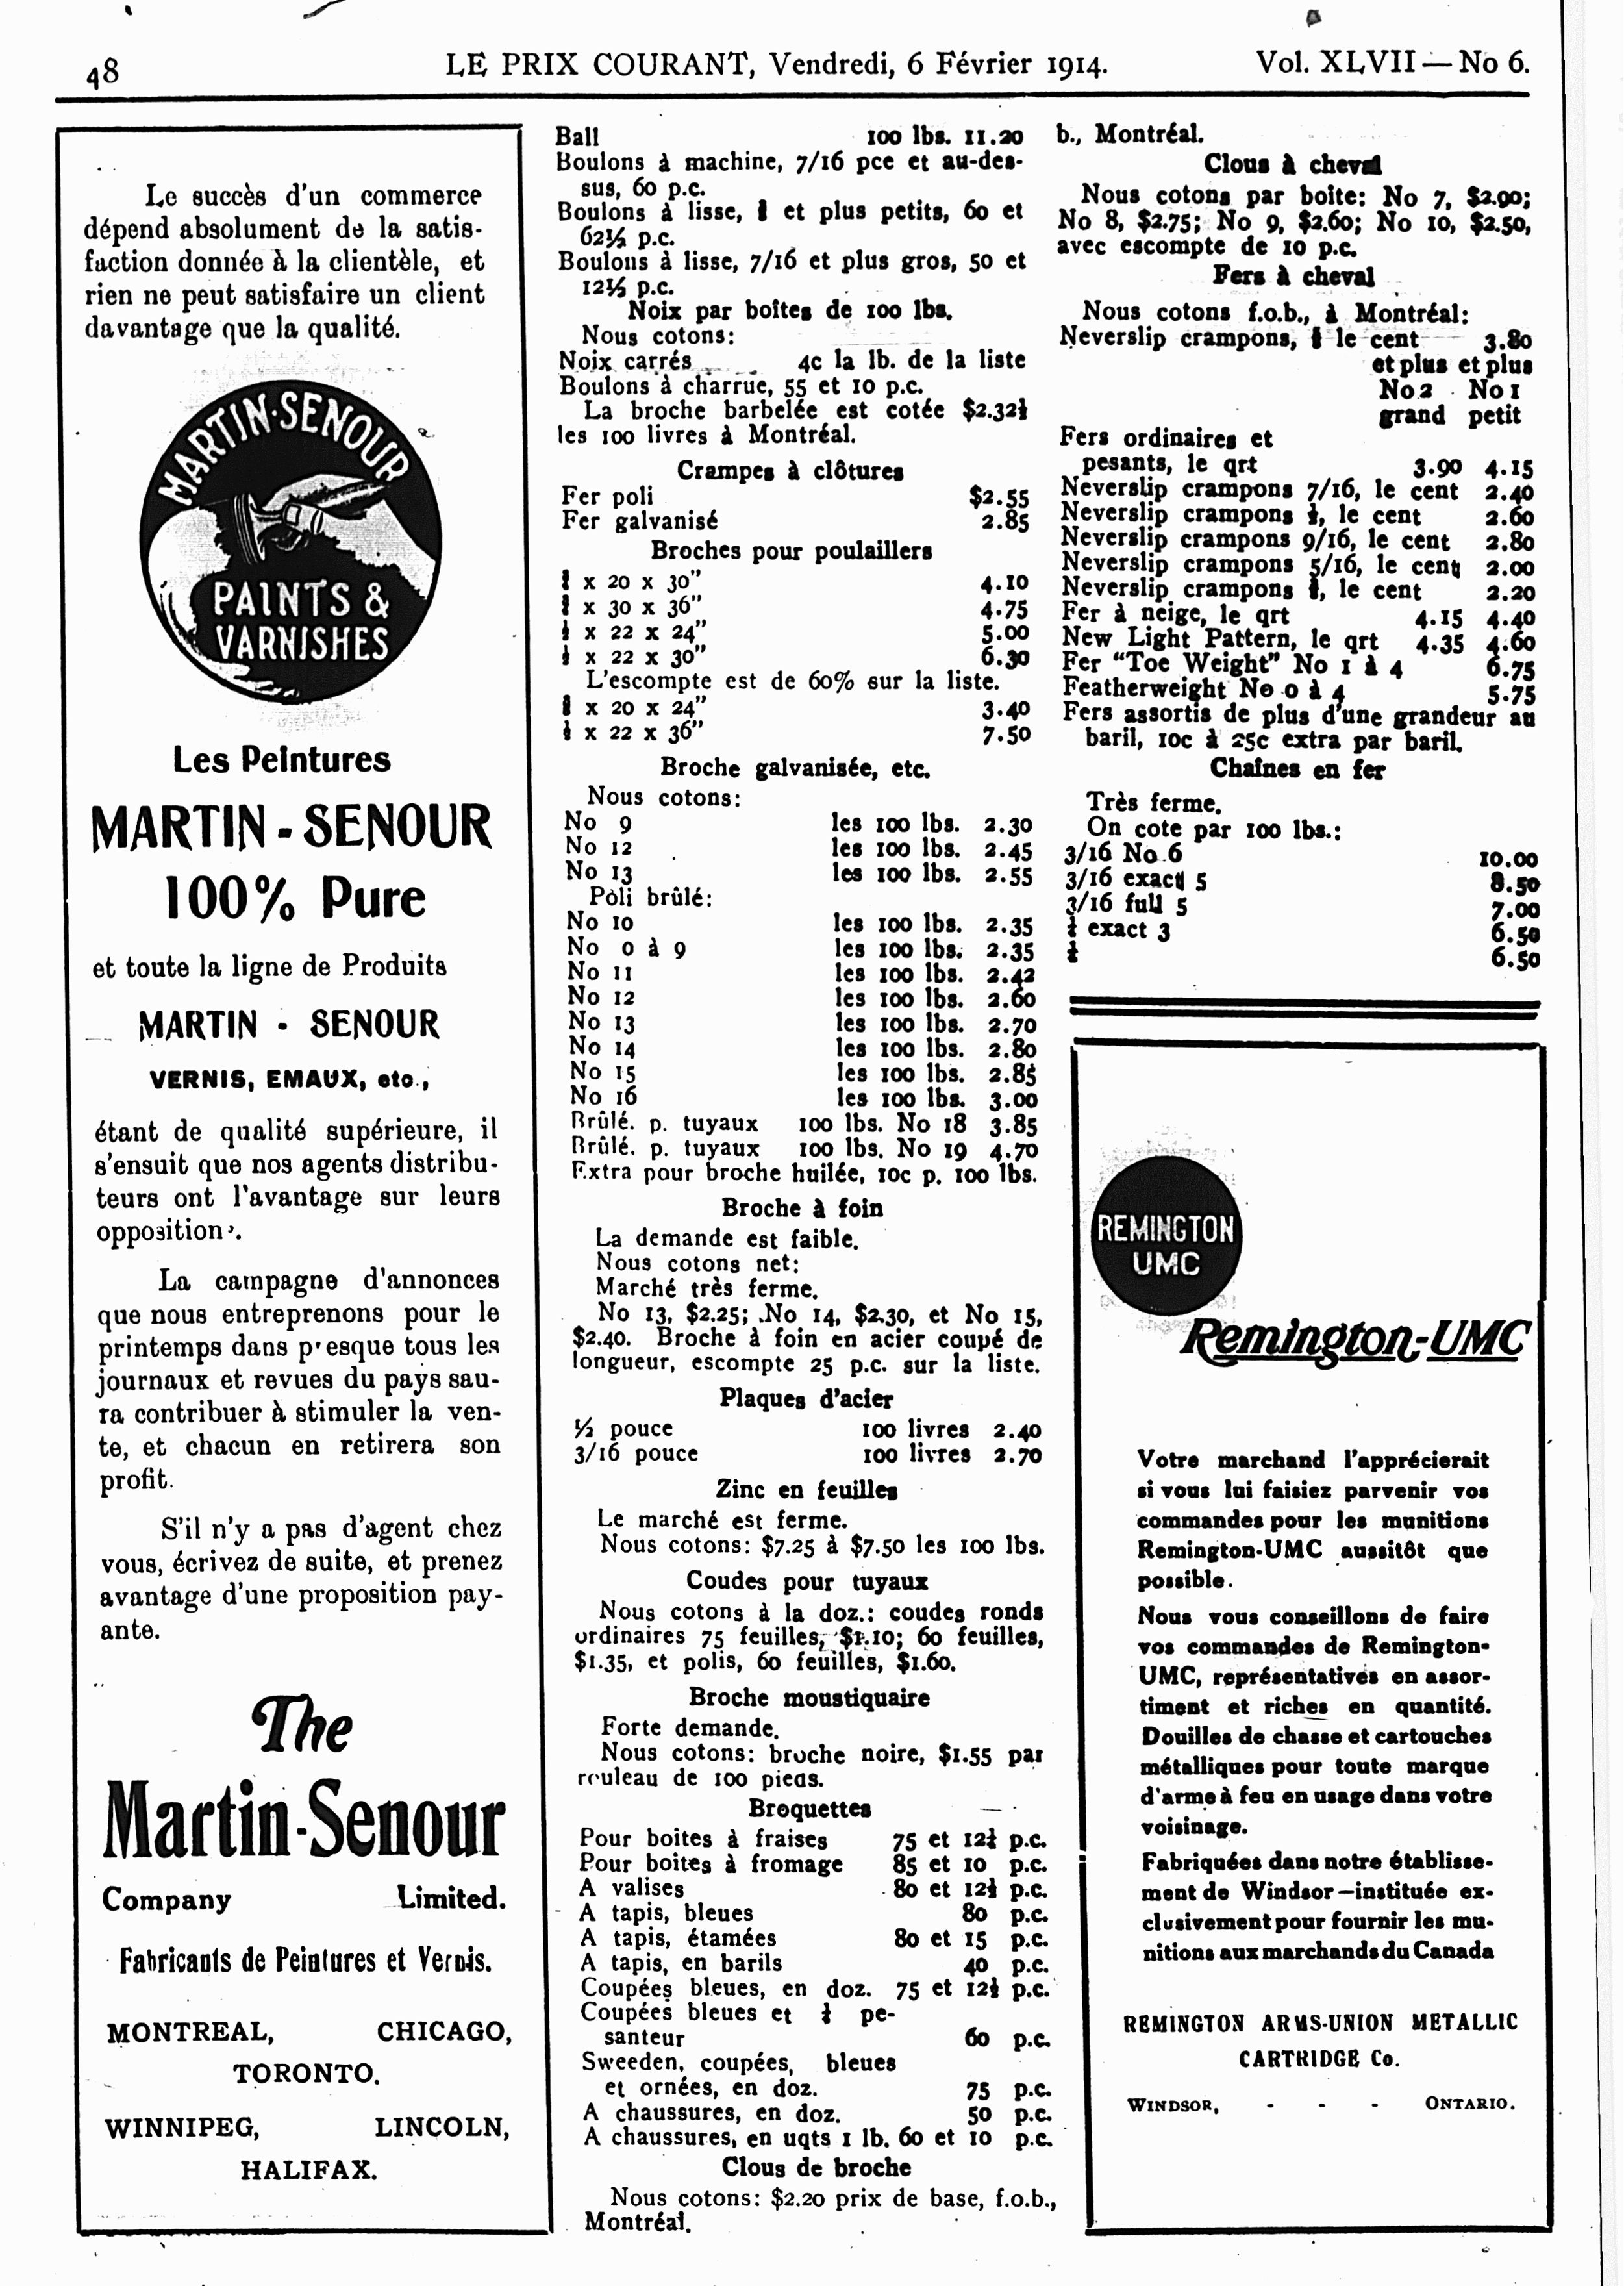 48
LE PRIX COURANT, Vendredi, 6 Février 1914.
Vol. XLVII — No 6.
Le succès d'un commerce
dépend absolument de la satis-
faction donnée à la clientèle, et
rien ne peut satisfaire un client
davantage que la qualité.
MARTIN-SENOUR
PAINTS &
VARNISHES
Les Peintures
MARTIN - SENOUR
100% Pure
et toute la ligne de Produits
MARTIN - SENOUR
VERNIS, EMAUX, etc.,
étant de qualité supérieure, il
s'ensuit que nos agents distribu-
teurs ont l'avantage sur leurs
opposition
La campagne d'annonces
que nous entreprenons pour le
printemps dans presque tous les
journaux et revues du pays sau-
ra contribuer à stimuler la ven-
te, et chacun en retirera son
profit.
S'il n'y a pas d'agent chez
vous, écrivez de suite, et prenez
avantage d'une proposition pay-
ante.
The
Martin-Senour
Company Limited.
Fabricants de Peintures et Vernis.
MONTREAL, CHICAGO,
TORONTO.
WINNIPEG, LINCOLN,
HALIFAX.
Ball 100 lbs. 11.20
Boulons à machine, 7/16 pce et au-des-
sus, 60 p.c.
Boulons à lisse, et plus petits, 60 et
62½ p.c.
Boulons à lisse, 7/16 et plus gros, 50 et
12½ p.c.
Noix par boîtes de 100 lbs.
Nous cotons:
Noix carrés 4c la lb. de la liste
Boulons à charrue, 55 et 10 p.c.
La broche barbelée est cotée $2.32½
les 100 livres à Montréal.
Crampes à clôtures
Fer poli $2.55
Fer galvanisé 2.85
Broches pour poulaillers
x 20 x 30" 4.10
x 30 x 36" 4.75
x 22 x 24" 5.00
x 22 x 30" 6.30
L'escompte est de 60% sur la liste.
x 20 x 24" 3.40
x 22 x 36" 7.50
Broche galvanisée, etc.
Nous cotons:
No 9 les 100 lbs. 2.30
No 12 les 100 lbs. 2.45
No 13 les 100 lbs. 2.55
Poli brûlé:
No 10 les 100 lbs. 2.35
No 0 à 9 les 100 lbs. 2.35
No 11 les 100 lbs. 2.42
No 12 les 100 lbs. 2.60
No 13 les 100 lbs. 2.70
No 14 les 100 lbs. 2.80
No 15 les 100 lbs. 2.85
No 16 les 100 lbs. 3.00
Brûlé. p. tuyaux 100 lbs. No 18 3.85
Brûlé. p. tuyaux 100 lbs. No 19 4.70
Extra pour broche huilée, 10c p. 100 lbs.
Broche à foin
La demande est faible.
Nous cotons net:
Marché très ferme.
No 13, $2.25; No 14, $2.30, et No 15,
$2.40. Broche à foin en acier coupé de
longueur, escompte 25 p.c. sur la liste.
Plaques d'acier
½ pouce 100 livres 2.40
3/16 pouce 100 livres 2.70
Zinc en feuilles
Le marché est ferme.
Nous cotons: $7.25 à $7.50 les 100 lbs.
Coudes pour tuyaux
Nous cotons à la doz.: coudes ronds
ordinaires 75 feuilles, $1.10; 60 feuilles,
$1.35, et polis, 60 feuilles, $1.60.
Broche moustiquaire
Forte demande.
Nous cotons: broche noire, $1.55 par
rouleau de 100 pieds.
Broquettes
Pour boites à fraises 75 et 12½ p.c.
Pour boites à fromage 85 et 10 p.c.
A valises 80 et 12½ p.c.
A tapis, bleues 80 p.c.
A tapis, étamées 80 et 15 p.c.
A tapis, en barils 40 p.c.
Coupées bleues, en doz. 75 et 12½ p.c.
Coupées bleues et pe-
santeur 60 p.c.
Sweeden, coupées, bleues
et ornées, en doz. 75 p.c.
A chaussures, en doz. 50 p.c.
A chaussures, en uqts 1 lb. 60 et 10 p.c.
Clous de broche
Nous cotons: $2.20 prix de base, f.o.b.,
Montréal.
b., Montréal.
Clous à cheval
Nous cotons par boite: No 7, $2.90;
No 8, $2.75; No 9, $2.60; No 10, $2.50,
avec escompte de 10 p.c.
Fers à cheval
Nous cotons f.o.b., à Montréal:
Neverslip crampons, le cent 3.80
et plus et plus
No 2 No 1
grand petit
Fers ordinaires et
pesants, le qrt 3.90 4.15
Neverslip crampons 7/16, le cent 2.40
Neverslip crampons , le cent 2.60
Neverslip crampons 9/16, le cent 2.80
Neverslip crampons 5/16, le cent 2.00
Neverslip crampons , le cent 2.20
Fer à neige, le qrt 4.15 4.40
New Light Pattern, le qrt 4.35 4.60
Fer "Toe Weight" No 1 à 4 6.75
Featherweight No 0 à 4 5.75
Fers assortis de plus d'une grandeur au
baril, 10c à 25c extra par baril.
Chaînes en fer
Très ferme.
On cote par 100 lbs.:
3/16 No 6 10.00
3/16 exact 5 8.50
3/16 full 5 7.00
exact 3 6.50
6.50
REMINGTON
UMC
Remington-UMC
Votre marchand l'apprécierait
si vous lui faisiez parvenir vos
commandes pour les munitions
Remington-UMC aussitôt que
possible.
Nous vous conseillons de faire
vos commandes de Remington-
UMC, représentatives en assor-
timent et riches en quantité.
Douilles de chasse et cartouches
métalliques pour toute marque
d'arme à feu en usage dans votre
voisinage.
Fabriquées dans notre établisse-
ment de Windsor—instituée ex-
clusivement pour fournir les mu-
nitions aux marchands du Canada
REMINGTON ARMS-UNION METALLIC
CARTRIDGE Co.
WINDSOR, - - - ONTARIO.